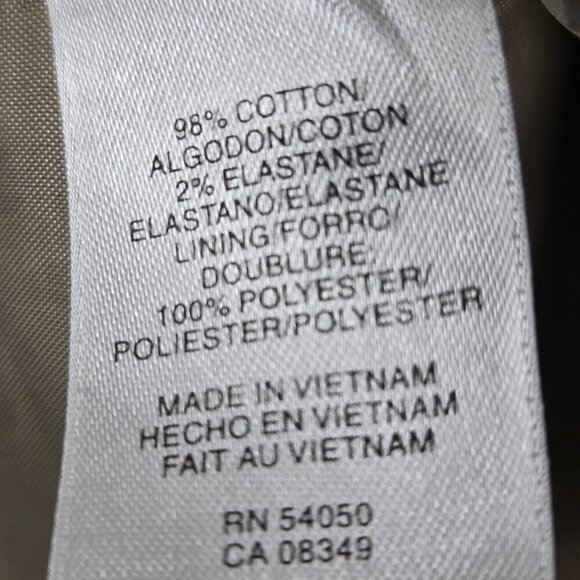 98% COTTON/
ALGODON/COTON
2% ELASTANE/
ELASTANO/ELASTANE
LINING/FORRO/
DOUBLURE:
100% POLYESTER/
POLIESTER/POLYESTER
MADE IN VIETNAM
HECHO EN VIETNAM
FAIT AU VIETNAM
RN 54050
CA 08349